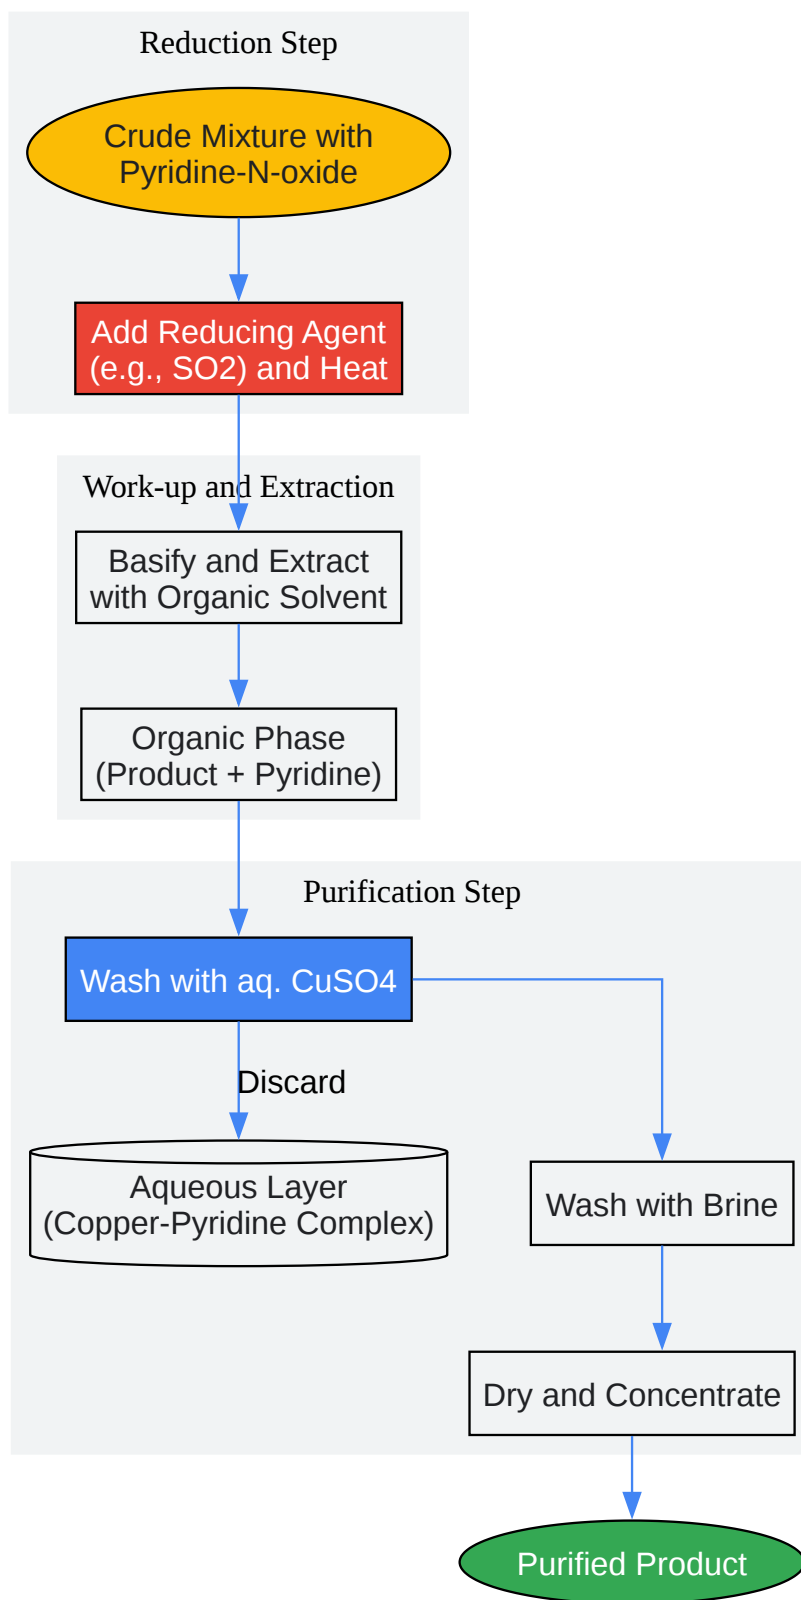 Reduction Step
Crude Mixture with
Pyridine-N-oxide
Add Reducing Agent
(e.g., SO2) and Heat
Work-up and Extraction
Basify and Extract
with Organic Solvent
Organic Phase
(Product + Pyridine)
Purification Step
Wash with aq. CuSO4
Discard
Aqueous Layer
(Copper-Pyridine Complex)
Wash with Brine
Dry and Concentrate
Purified Product